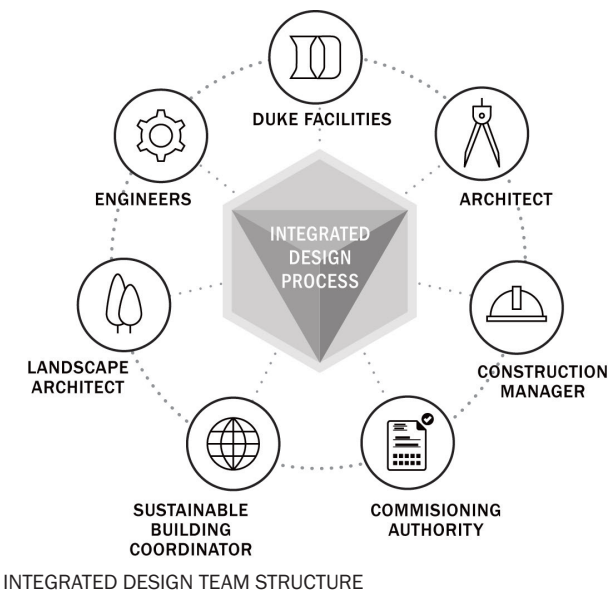 DUKE FACILITIES
ENGINEERS
ARCHITECT
INTEGRATED
DESIGN
PROCESS
LANDSCAPE
ARCHITECT
CONSTRUCTION
MANAGER
SUSTAINABLE
BUILDING
COORDINATOR
COMMISIONING
AUTHORITY
INTEGRATED DESIGN TEAM STRUCTURE